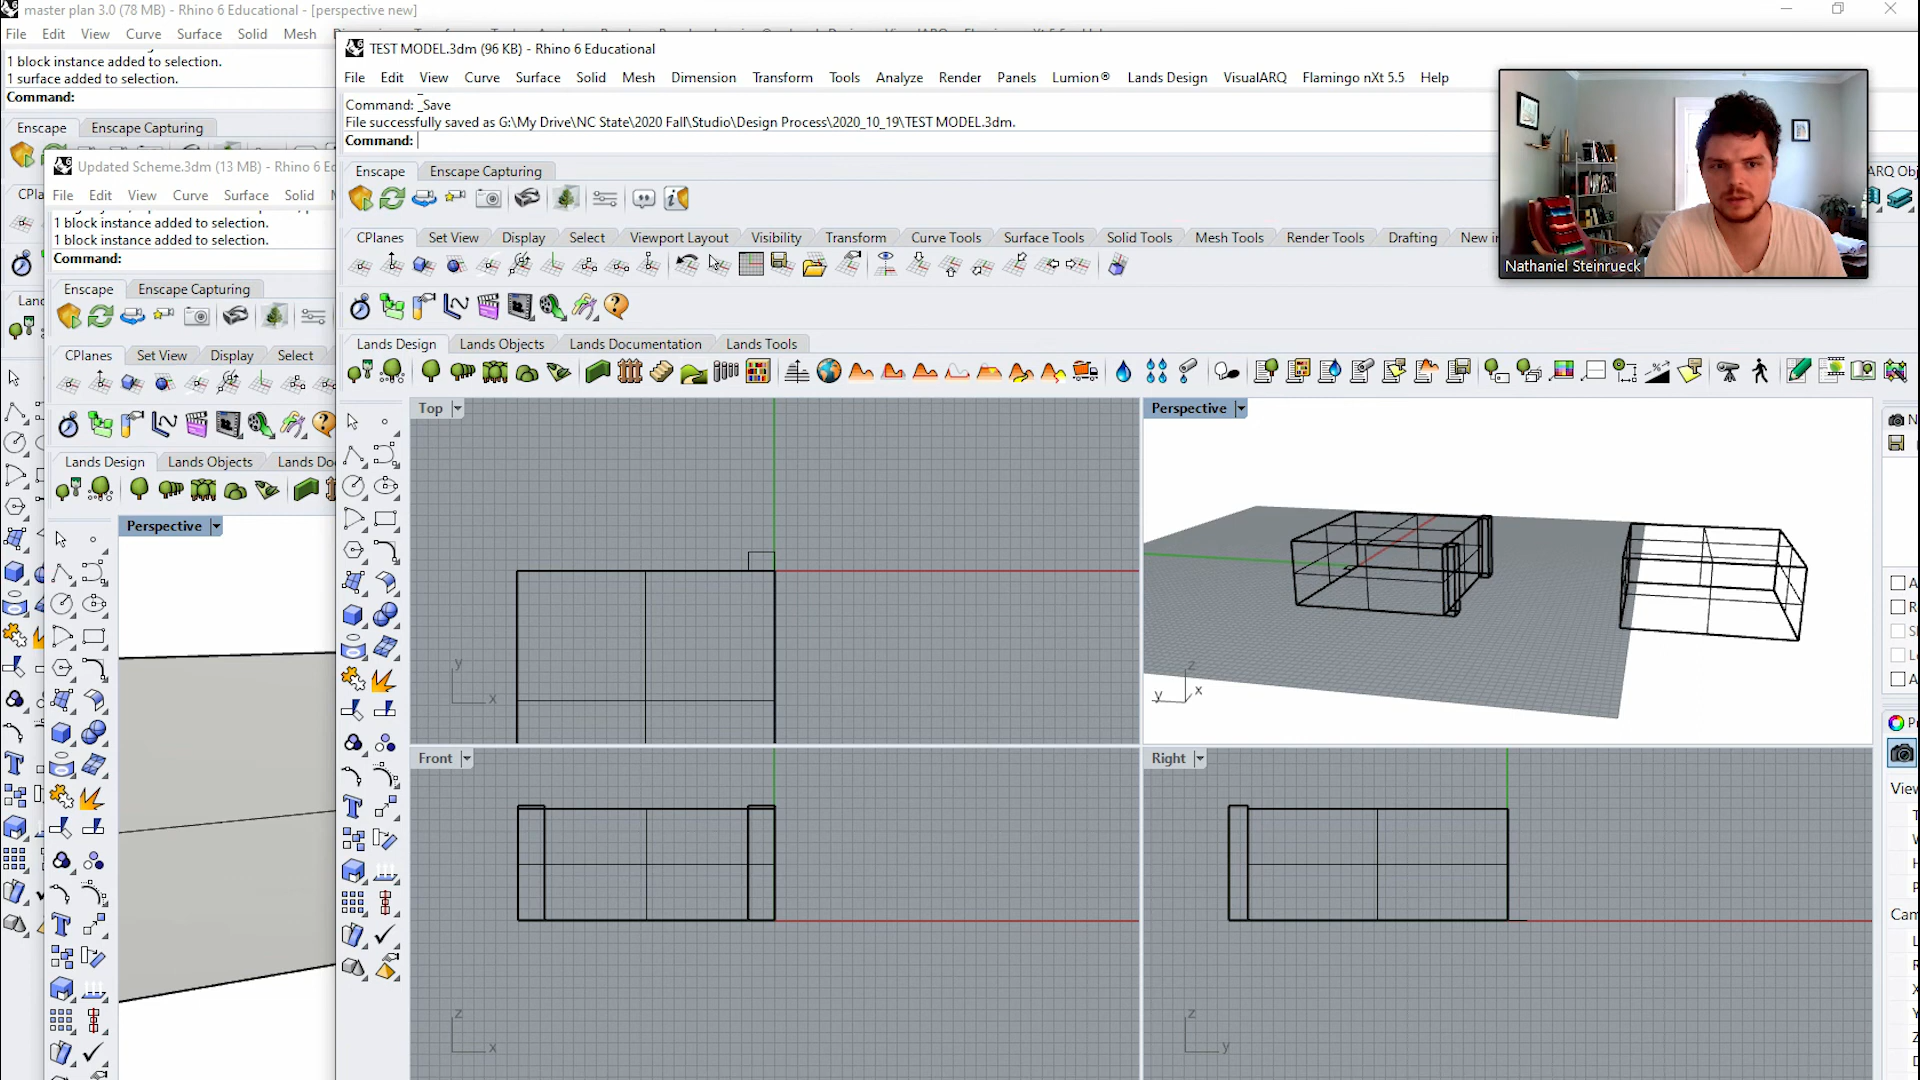 master plan 3.0 (78 MB) - Rhino 6 Educational - [perspective new]
File Edit View Curve Surface Solid Mesh
1 block instance added to selection.
1 surface added to selection.
Command:
Enscape Enscape Capturing
Updated Scheme.3dm (13 MB) - Rhino 6 E
File Edit View Curve Surface Solid
1 block instance added to selection.
1 block instance added to selection.
Command:
Enscape Enscape Capturing
CPlanes Set View Display Select
Lands Design Lands Objects Lands Do
Perspective
TEST MODEL.3dm (96 KB) - Rhino 6 Educational
File Edit View Curve Surface Solid Mesh Dimension Transform Tools Analyze Render Panels Lumion® Lands Design VisualARQ Flamingo nXt 5.5 Help
Command: _Save
File successfully saved as G:\My Drive\NC State\2020 Fall\Studio\Design Process\2020_10_19\TEST MODEL.3dm.
Command:
Enscape Enscape Capturing
CPlanes Set View Display Select Viewport Layout Visibility Transform Curve Tools Surface Tools Solid Tools Mesh Tools Render Tools Drafting New in
Lands Design Lands Objects Lands Documentation Lands Tools
Top
y
x
Perspective
z
y
x
Front
z
x
Right
z
y
Nathaniel Steinrueck
ARQ Obj
View
Cam